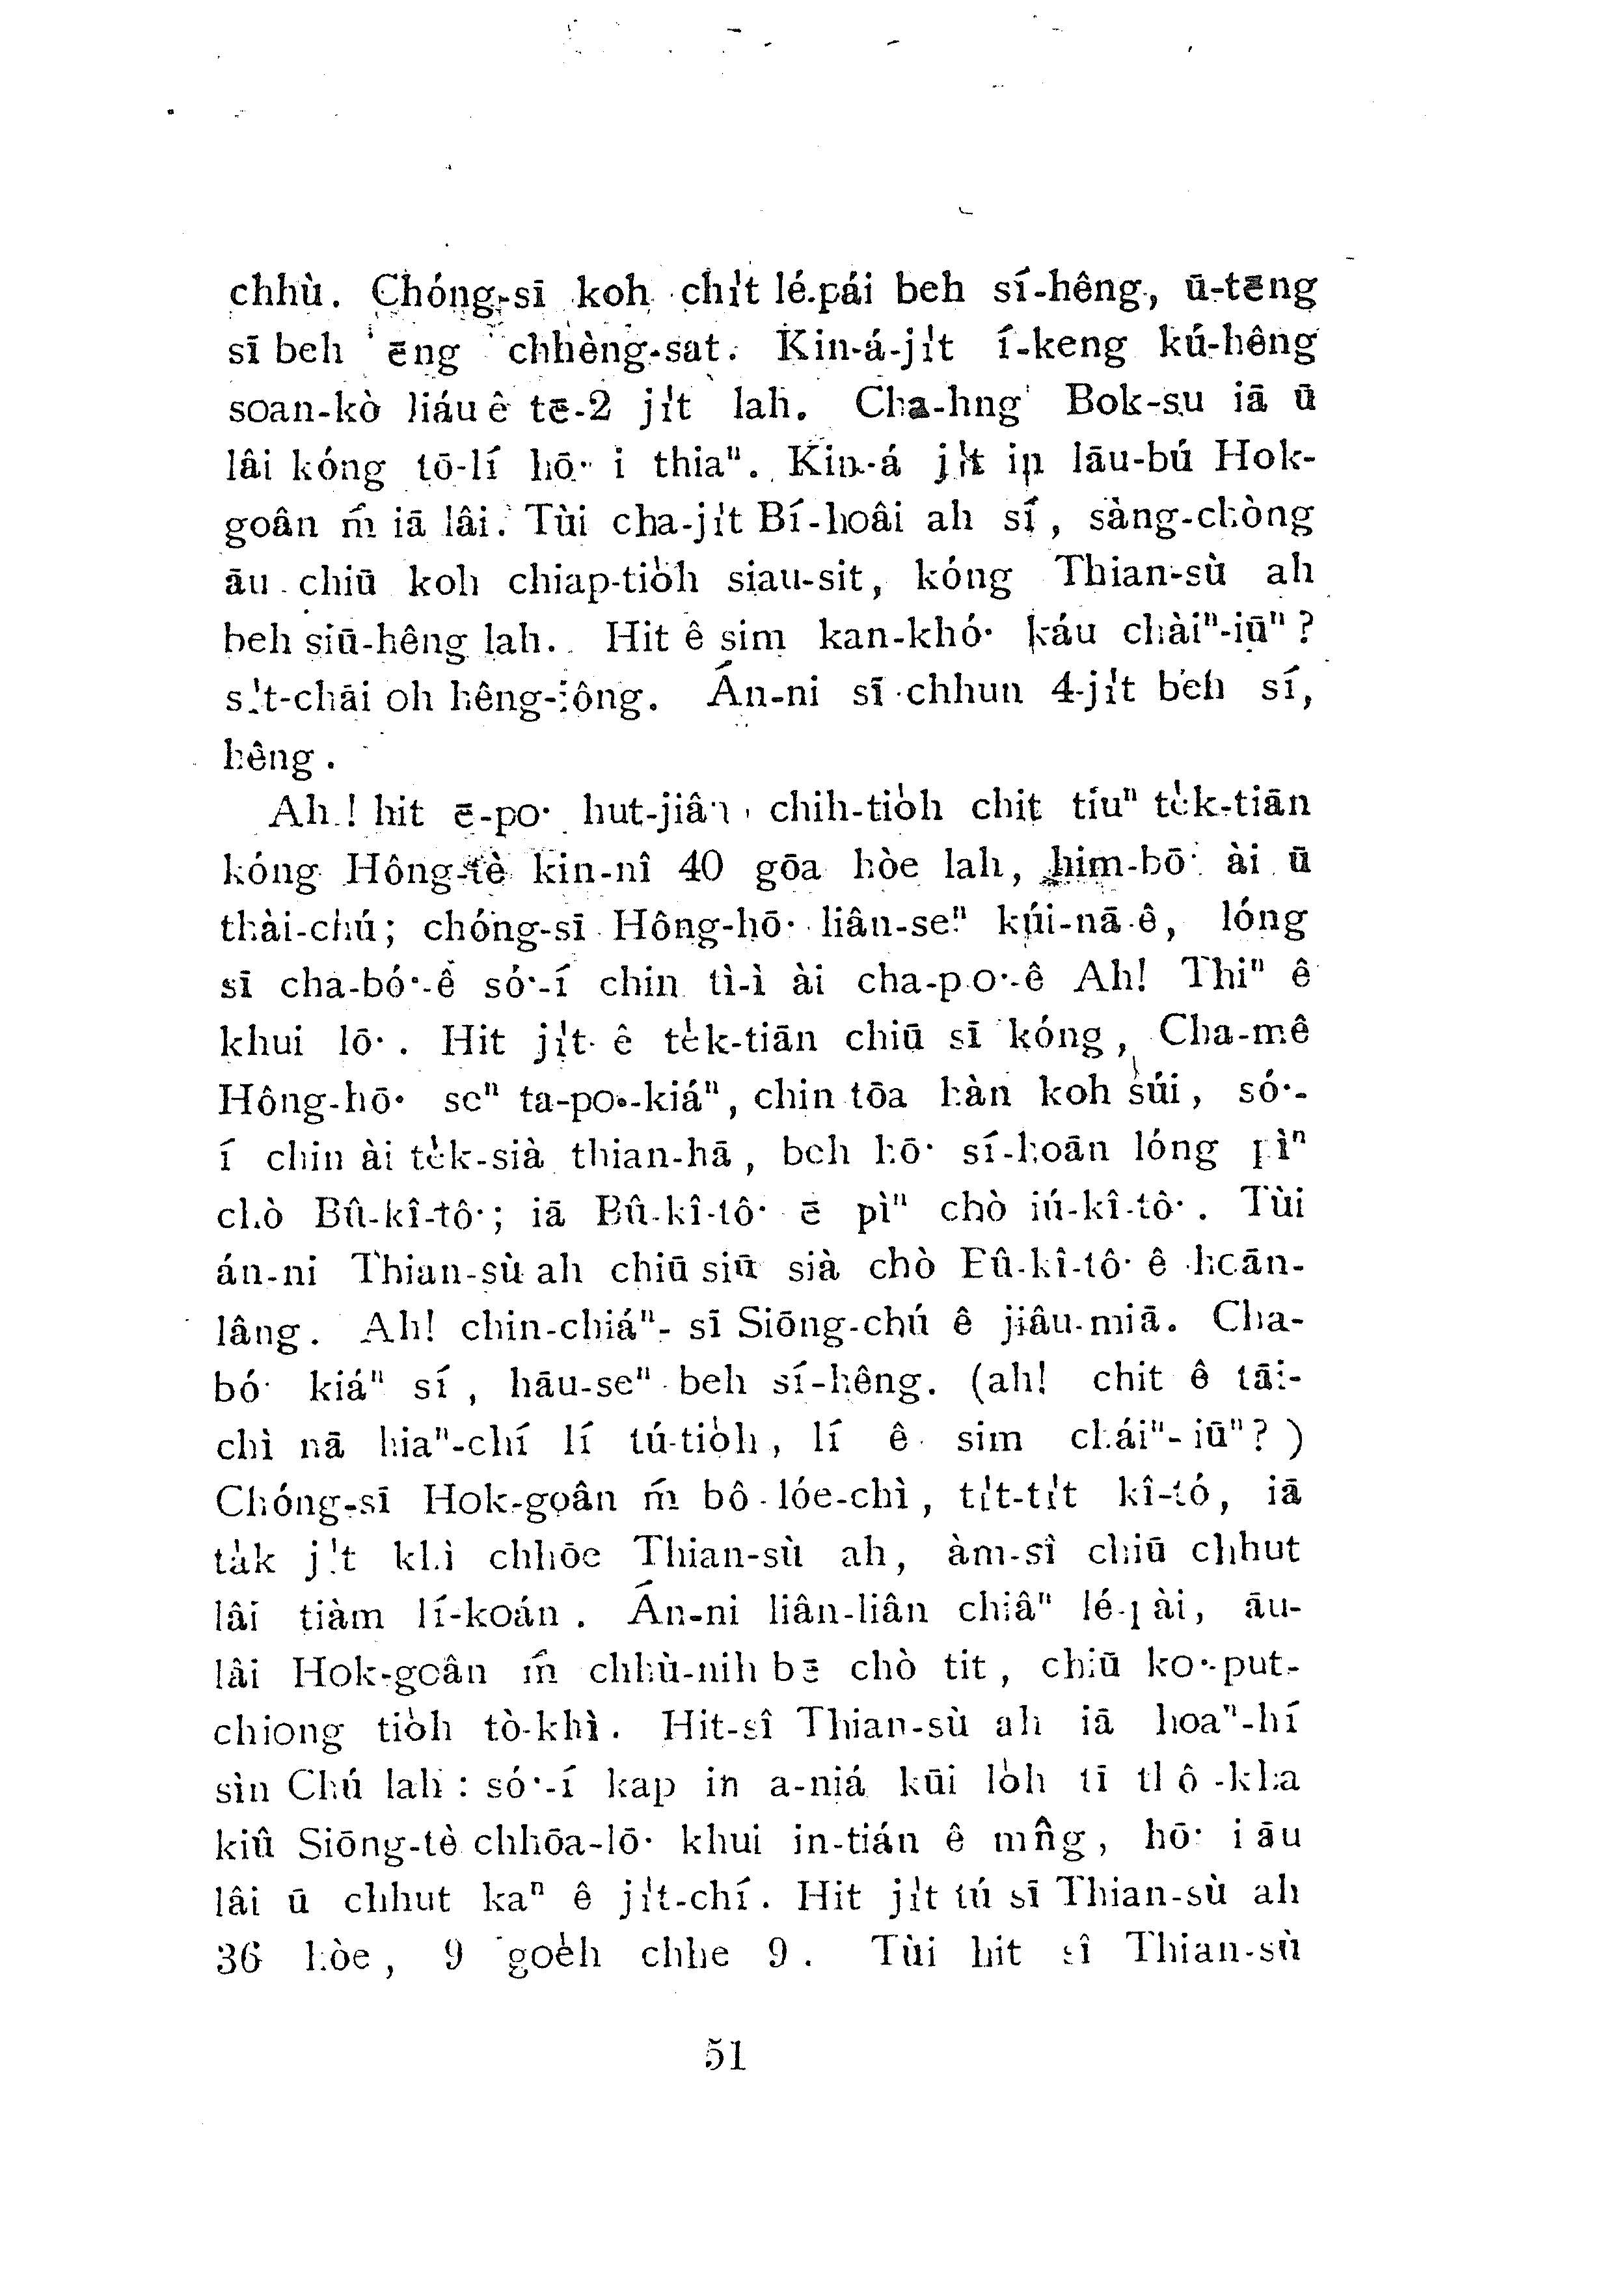 chhù. Chóng-sī koh chi̍t lé-pái beh sí-hêng, ū-tēng
sī beh ēng chhèng-sat. Kin-á-ji̍t í-keng kú-hêng
soan-kò liáu ê tē-2 ji̍t lah. Cha-hng Bok-su iā ū
lâi kóng tō-lí hō͘ i thiaⁿ. Kin-á ji̍t in lāu-bú Hok-
goân ḿ iā lâi. Tùi cha-ji̍t Bí-hoâi ah sí, sàng-chòng
āu chiū koh chiap-tio̍h siau-sit, kóng Thian-sù ah
beh siū-hêng lah. Hit ê sim kan-khó͘ káu chàiⁿ-iūⁿ?
si̍t-chāi oh hêng-iông. Án-ni sī chhun 4-ji̍t beh sí,
hêng.
Ah! hit ē-po͘ hut-jiân chih-tio̍h chit tíuⁿ te̍k-tiān
kóng Hông-tè kin-nî 40 gōa hòe lah, him-bō͘ ài ū
thài-chú; chóng-sī Hông-hō͘ liân-seⁿ kúi-nā-ê, lóng
sī cha-bó͘-ê só͘-í chin tì-ì ài cha-po͘-ê Ah! Thiⁿ ê
khui lō͘. Hit ji̍t ê te̍k-tiān chiū sī kóng, Cha-mê
Hông-hō͘ seⁿ ta-po͘-kiáⁿ, chin tōa hàn koh súi, só͘-
í chin ài te̍k-sià thian-hā, beh hō͘ sí-hoān lóng pìⁿ
chò Bû-kî-tô͘; iā Bû-kî-tô͘ ē pìⁿ chò iú-kî-tô͘. Tùi
án-ni Thian-sù ah chiū siū sià chò Bû-kî-tô͘ ê hoān-
lâng. Ah! chin-chiáⁿ- sī Siōng-chú ê jiâu-miā. Cha-
bó͘ kiáⁿ sí, hāu-seⁿ beh sí-hêng. (ah! chit ê tāi-
chì nā hiaⁿ-chí lí tú-tio̍h, lí ê sim cháiⁿ-iūⁿ?)
Chóng-sī Hok-goân ḿ bô lóe-chì, ti̍t-ti̍t kî-tó, iā
ta̍k ji̍t khì chhōe Thian-sù ah, àm-sî chiū chhut
lâi tiàm lí-koán. Án-ni liân-liân chiâⁿ lé-pài, āu-
lâi Hok-goân ḿ chhù-nih bē chò tit, chiū ko͘-put-
chiong tio̍h tò-khì. Hit-sî Thian-sù ah iā hoaⁿ-hí
sìn Chú lah: só͘-í kap in a-niá kūi lo̍h tī thô-kha
kiû Siōng-tè chhōa-lō͘ khui in-tián ê mn̂g, hō͘ i āu
lâi ū chhut kaⁿ ê ji̍t-chí. Hit ji̍t tú sī Thian-sù ah
36 hòe, 9 goe̍h chhe 9. Tùi hit sî Thian-sù
51